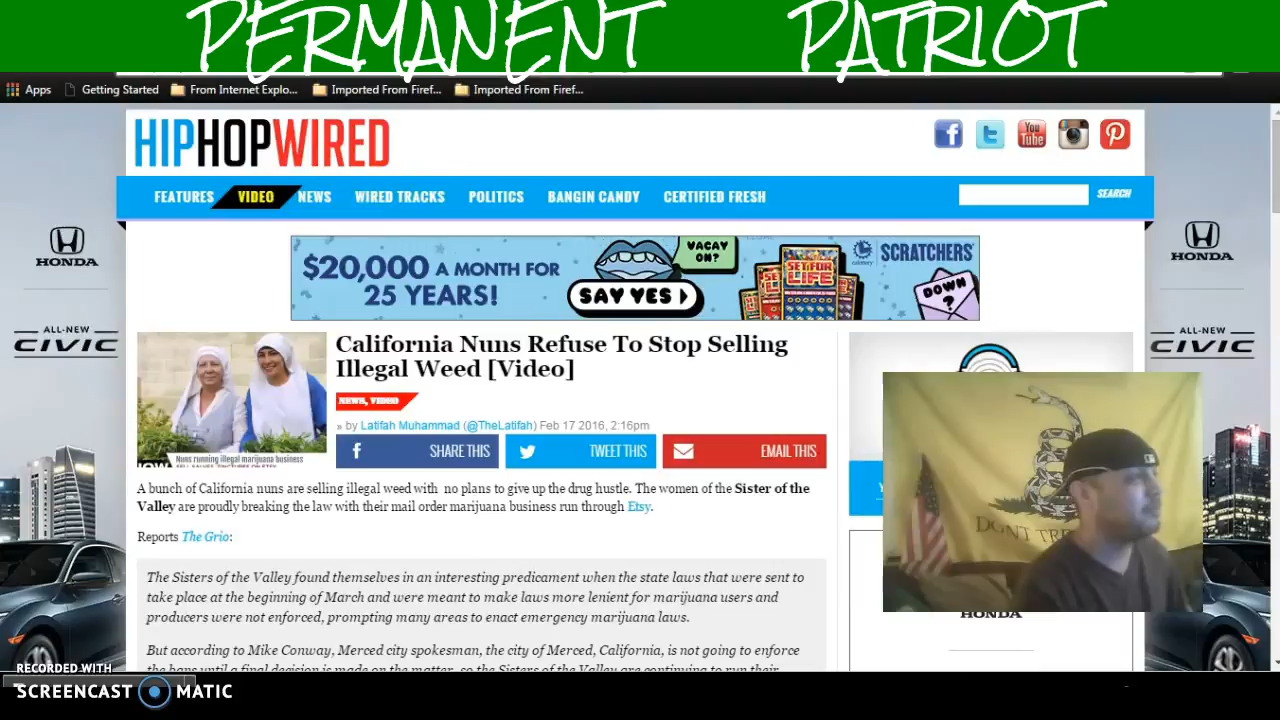 PERMANENT PATRIOT
Apps Getting Started From Internet Explo... Imported From Firef... Imported From Firef...
HIPHOPWIRED
FEATURES VIDEO NEWS WIRED TRACKS POLITICS BANGIN CANDY CERTIFIED FRESH SEARCH
$20,000 A MONTH FOR
25 YEARS!
SAY YES
VACAY ON?
SET FOR LIFE
SCRATCHERS
DOWN?
HONDA
ALL-NEW
CIVIC
HONDA
ALL-NEW
CIVIC
California Nuns Refuse To Stop Selling
Illegal Weed [Video]
NEWS, VIDEO
» by Latifah Muhammad (@TheLatifah) Feb 17 2016, 2:16pm
SHARE THIS TWEET THIS EMAIL THIS
Nuns running illegal marijuana business
A bunch of California nuns are selling illegal weed with no plans to give up the drug hustle. The women of the Sister of the
Valley are proudly breaking the law with their mail order marijuana business run through Etsy.
Reports The Grio:
The Sisters of the Valley found themselves in an interesting predicament when the state laws that were sent to
take place at the beginning of March and were meant to make laws more lenient for marijuana users and
producers were not enforced, prompting many areas to enact emergency marijuana laws.
But according to Mike Conway, Merced city spokesman, the city of Merced, California, is not going to enforce
the bans until a final decision is made on the matter, so the Sisters of the Valley are continuing to run their
DONT TRE
HONDA
RECORDED WITH
SCREENCAST MATIC